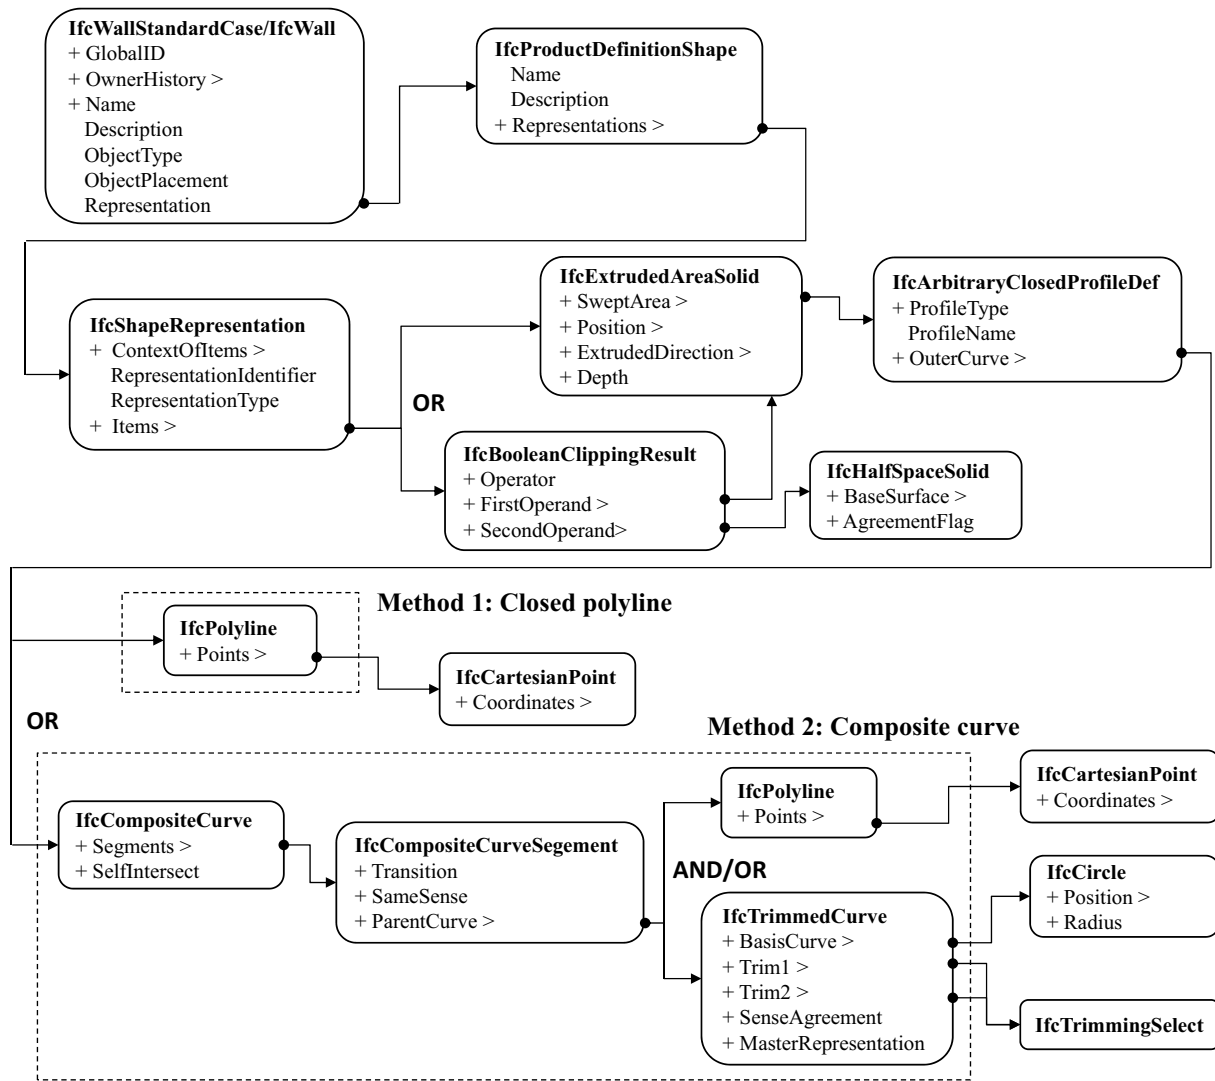 IfcWallStandardCase/IfcWall
+ GlobalID
+ OwnerHistory >
+ Name
Description
ObjectType
ObjectPlacement
Representation
IfcProductDefinitionShape
Name
Description
+ Representations >
IfcShapeRepresentation
+ ContextOfItems >
RepresentationIdentifier
RepresentationType
+ Items >
OR
IfcExtrudedAreaSolid
+ SweptArea >
+ Position >
+ ExtrudedDirection >
+ Depth
IfcArbitraryClosedProfileDef
+ ProfileType
ProfileName
+ OuterCurve >
IfcBooleanClippingResult
+ Operator
+ FirstOperand >
+ SecondOperand>
IfcHalfSpaceSolid
+ BaseSurface >
+ AgreementFlag
Method 1: Closed polyline
IfcPolyline
+ Points >
IfcCartesianPoint
+ Coordinates >
OR
Method 2: Composite curve
IfcCompositeCurve
+ Segments >
+ SelfIntersect
IfcCompositeCurveSegement
+ Transition
+ SameSense
+ ParentCurve >
AND/OR
IfcPolyline
+ Points >
IfcCartesianPoint
+ Coordinates >
IfcTrimmedCurve
+ BasisCurve >
+ Trim1 >
+ Trim2 >
+ SenseAgreement
+ MasterRepresentation
IfcCircle
+ Position >
+ Radius
IfcTrimmingSelect